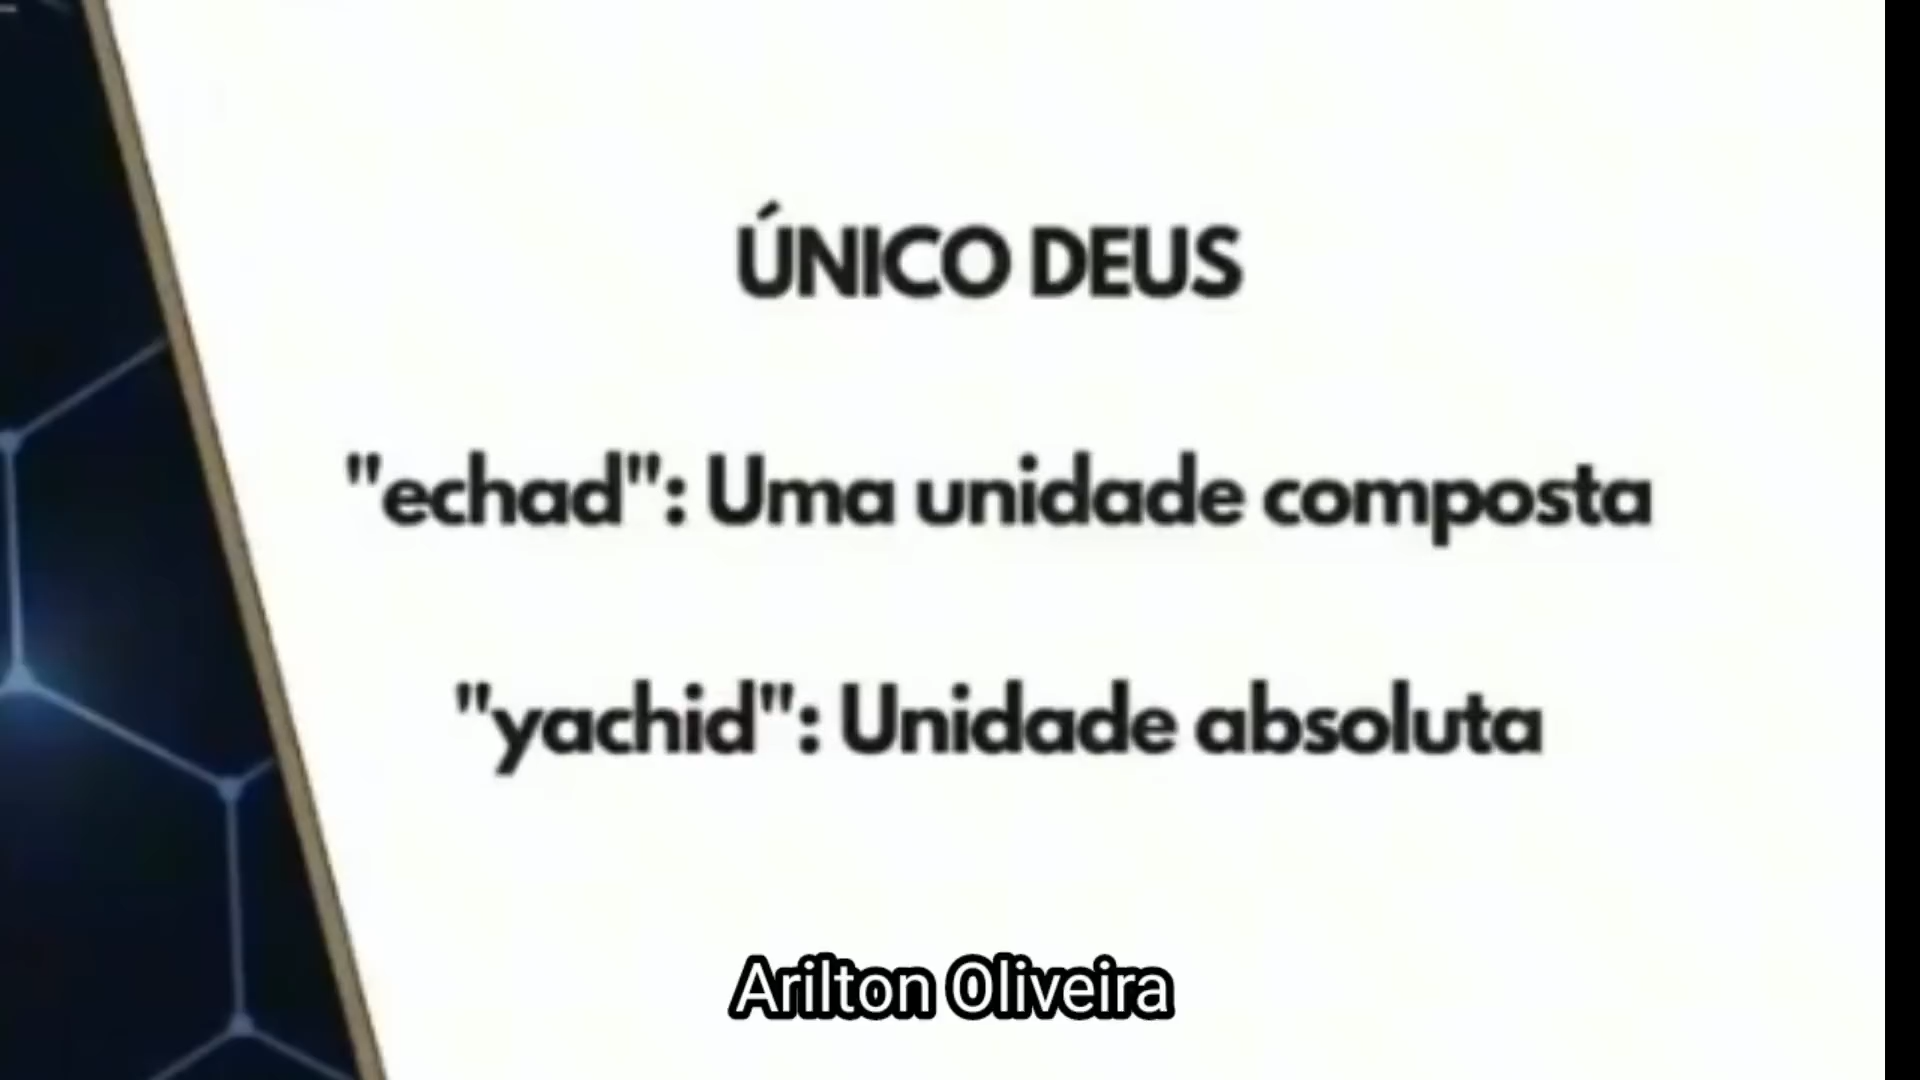 ÚNICO DEUS
"echad": Uma unidade composta
"yachid": Unidade absoluta
Arilton Oliveira